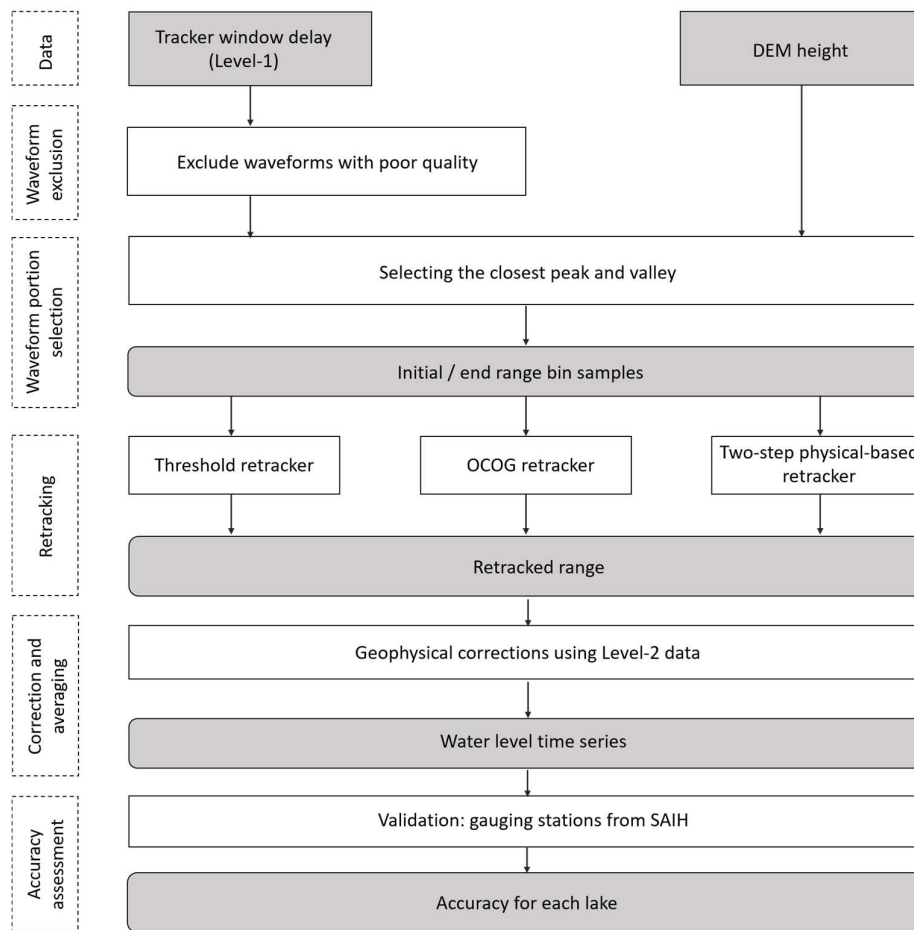 Data
Tracker window delay
(Level-1)
DEM height
Waveform
exclusion
Exclude waveforms with poor quality
Waveform portion
selection
Selecting the closest peak and valley
Initial / end range bin samples
Retracking
Threshold retracker
OCOG retracker
Two-step physical-based
retracker
Retracked range
Correction and
averaging
Geophysical corrections using Level-2 data
Water level time series
Accuracy
assessment
Validation: gauging stations from SAIH
Accuracy for each lake